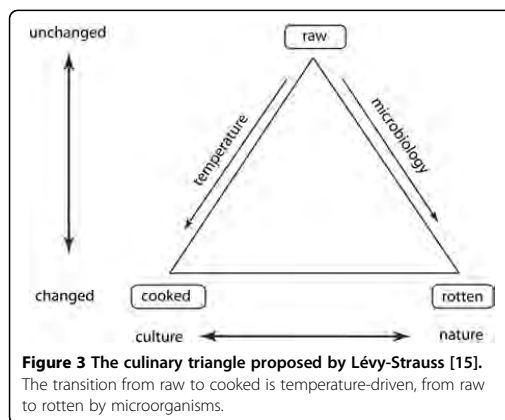 unchanged
raw
temperature
microbiology
changed
cooked
rotten
culture
nature
Figure 3 The culinary triangle proposed by Lévy-Strauss [15].
The transition from raw to cooked is temperature-driven, from raw
to rotten by microorganisms.